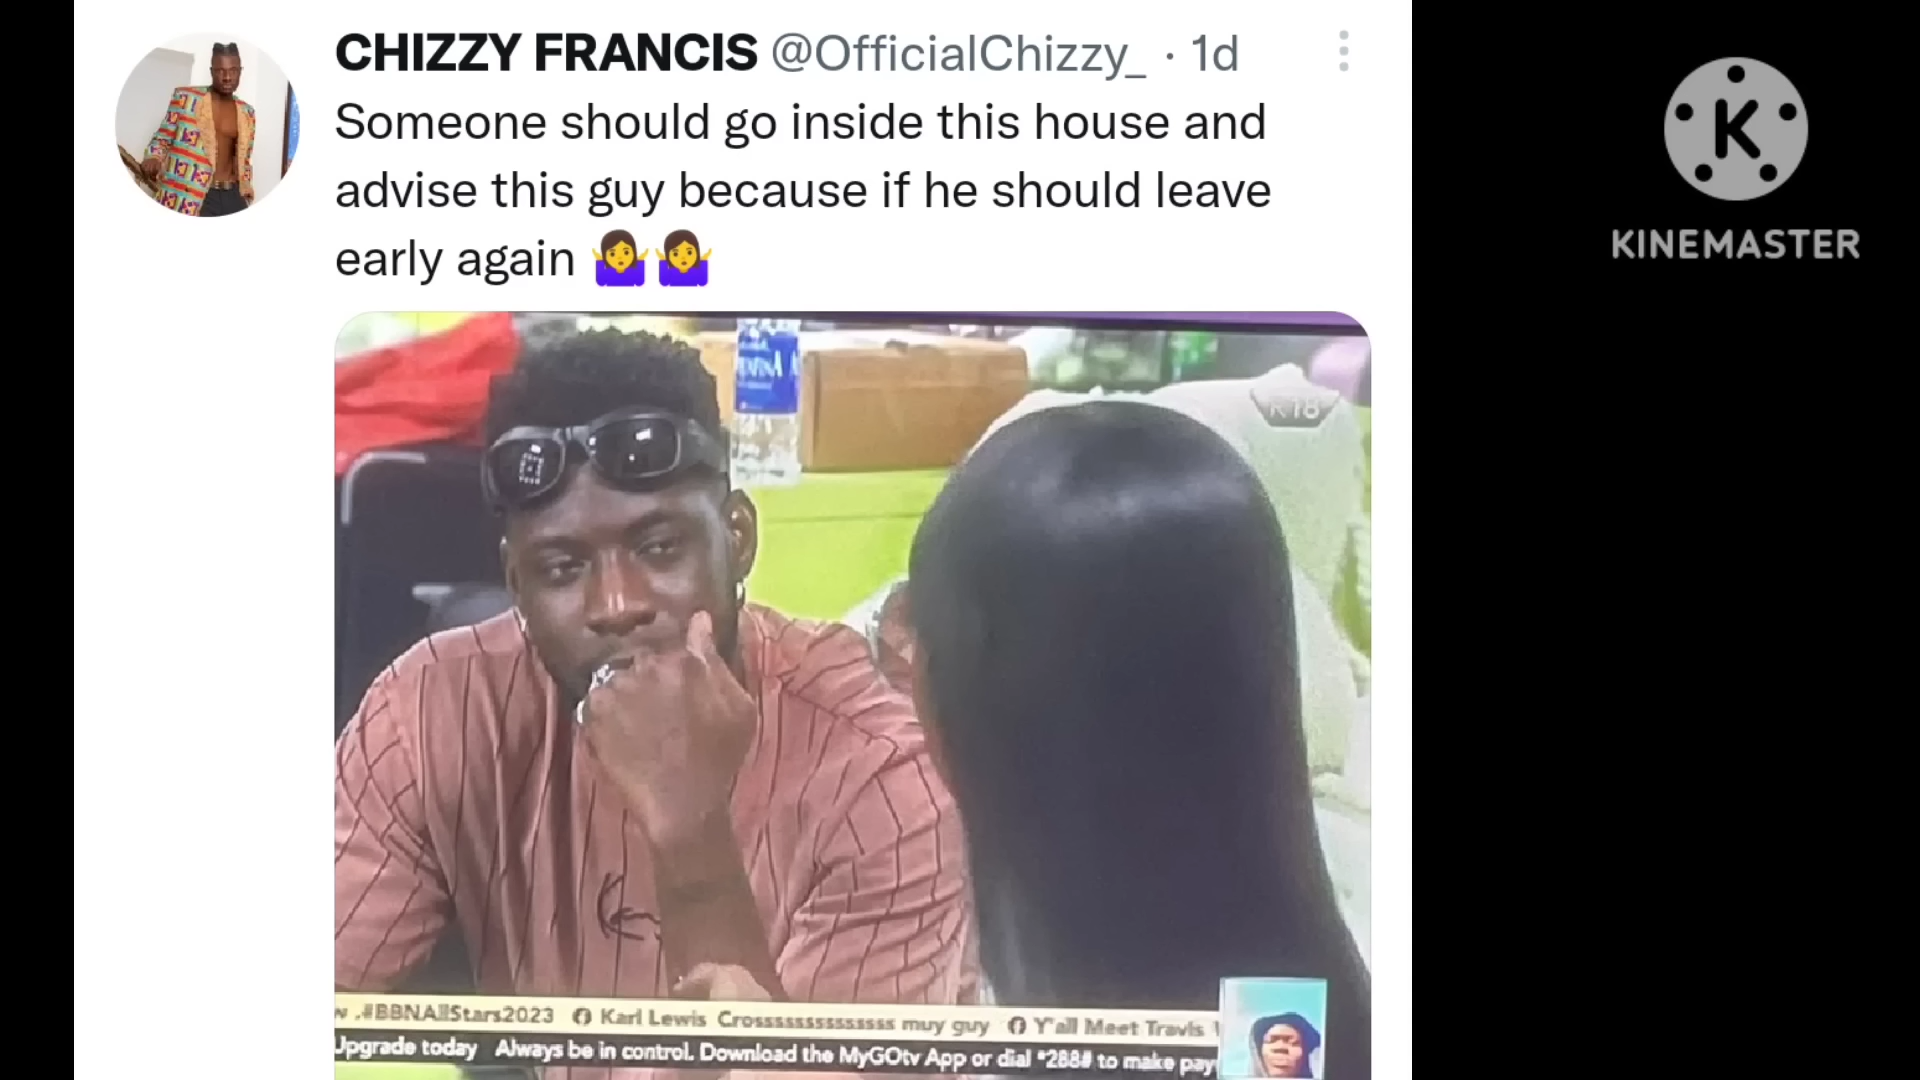 CHIZZY FRANCIS @OfficialChizzy_ · 1d
Someone should go inside this house and
advise this guy because if he should leave
early again 🤷‍♀️🤷‍♀️
K
KINEMASTER
R18
.#BBNAllStars2023 Karl Lewis Crosssssssssssss muy guy Y'all Meet Travis
Upgrade today Always be in control. Download the MyGOtv App or dial *288# to make pay